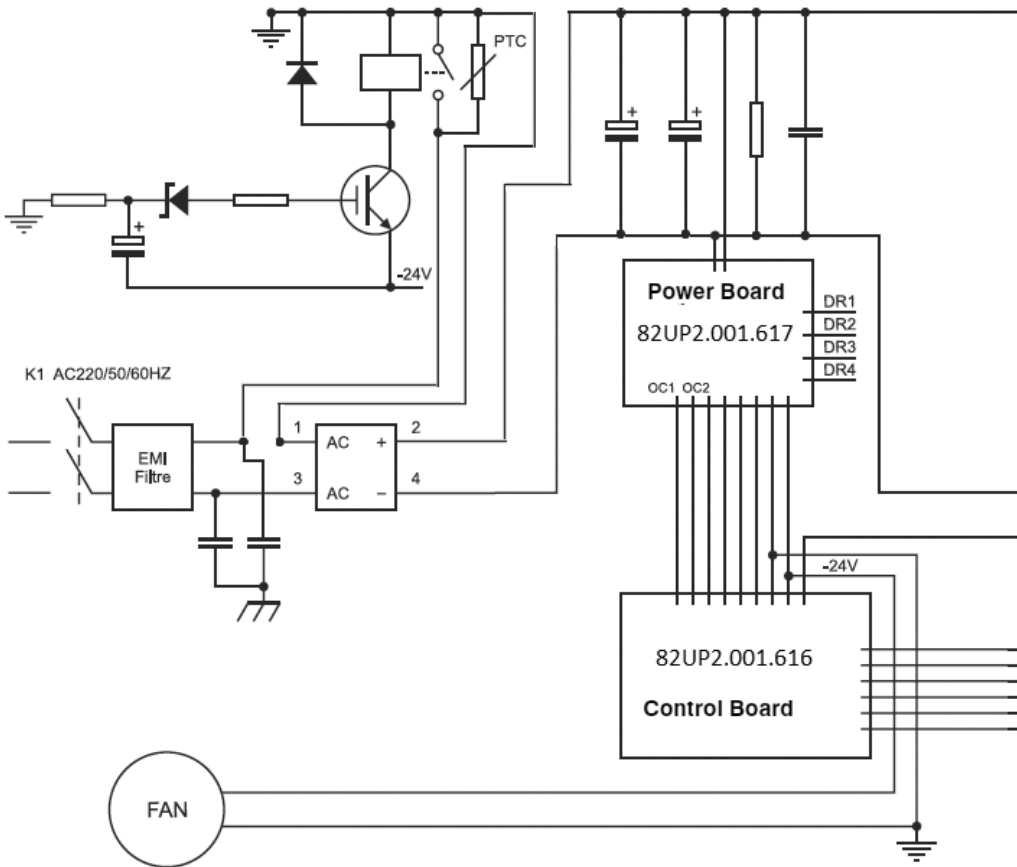 PTC
+
+
+
-24V
Power Board
82UP2.001.617
DR1
DR2
DR3
DR4
OC1 OC2
K1 AC220/50/60HZ
EMI
Filtre
1 AC + 2
3 AC − 4
-24V
82UP2.001.616
Control Board
FAN